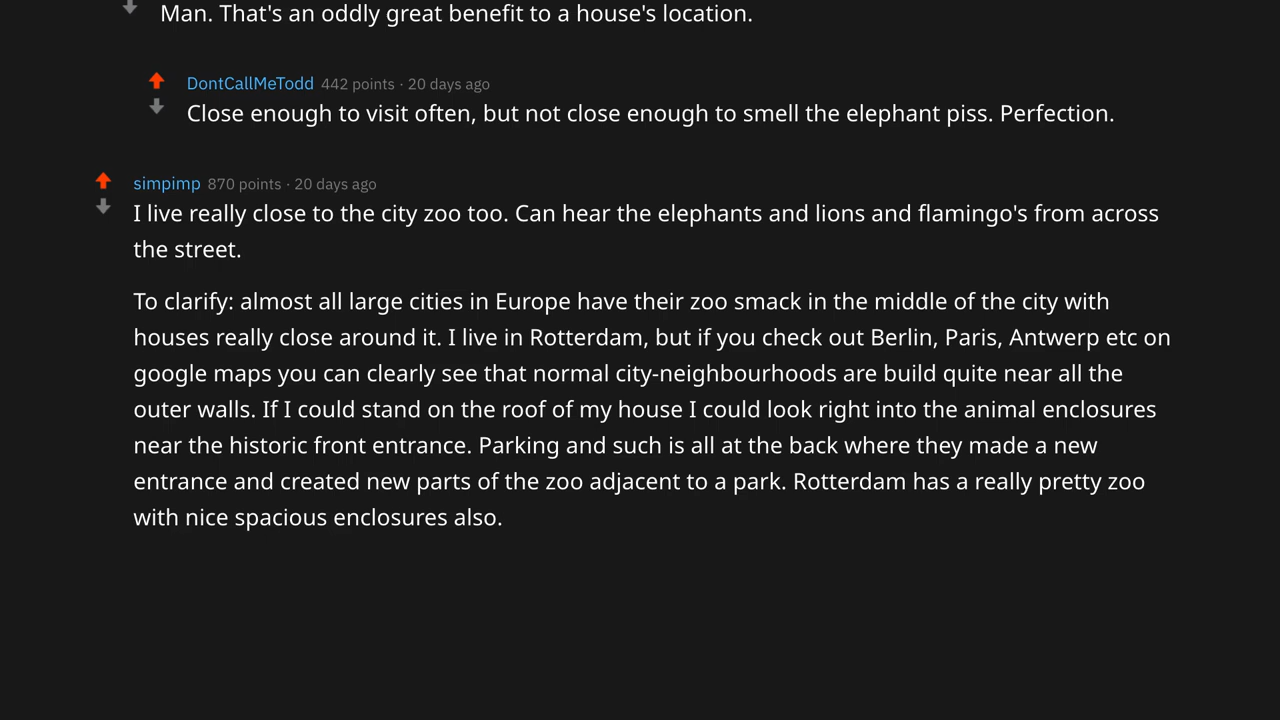 Man. That's an oddly great benefit to a house's location.
DontCallMeTodd 442 points · 20 days ago
Close enough to visit often, but not close enough to smell the elephant piss. Perfection.
simpimp 870 points · 20 days ago
I live really close to the city zoo too. Can hear the elephants and lions and flamingo's from across
the street.
To clarify: almost all large cities in Europe have their zoo smack in the middle of the city with
houses really close around it. I live in Rotterdam, but if you check out Berlin, Paris, Antwerp etc on
google maps you can clearly see that normal city-neighbourhoods are build quite near all the
outer walls. If I could stand on the roof of my house I could look right into the animal enclosures
near the historic front entrance. Parking and such is all at the back where they made a new
entrance and created new parts of the zoo adjacent to a park. Rotterdam has a really pretty zoo
with nice spacious enclosures also.